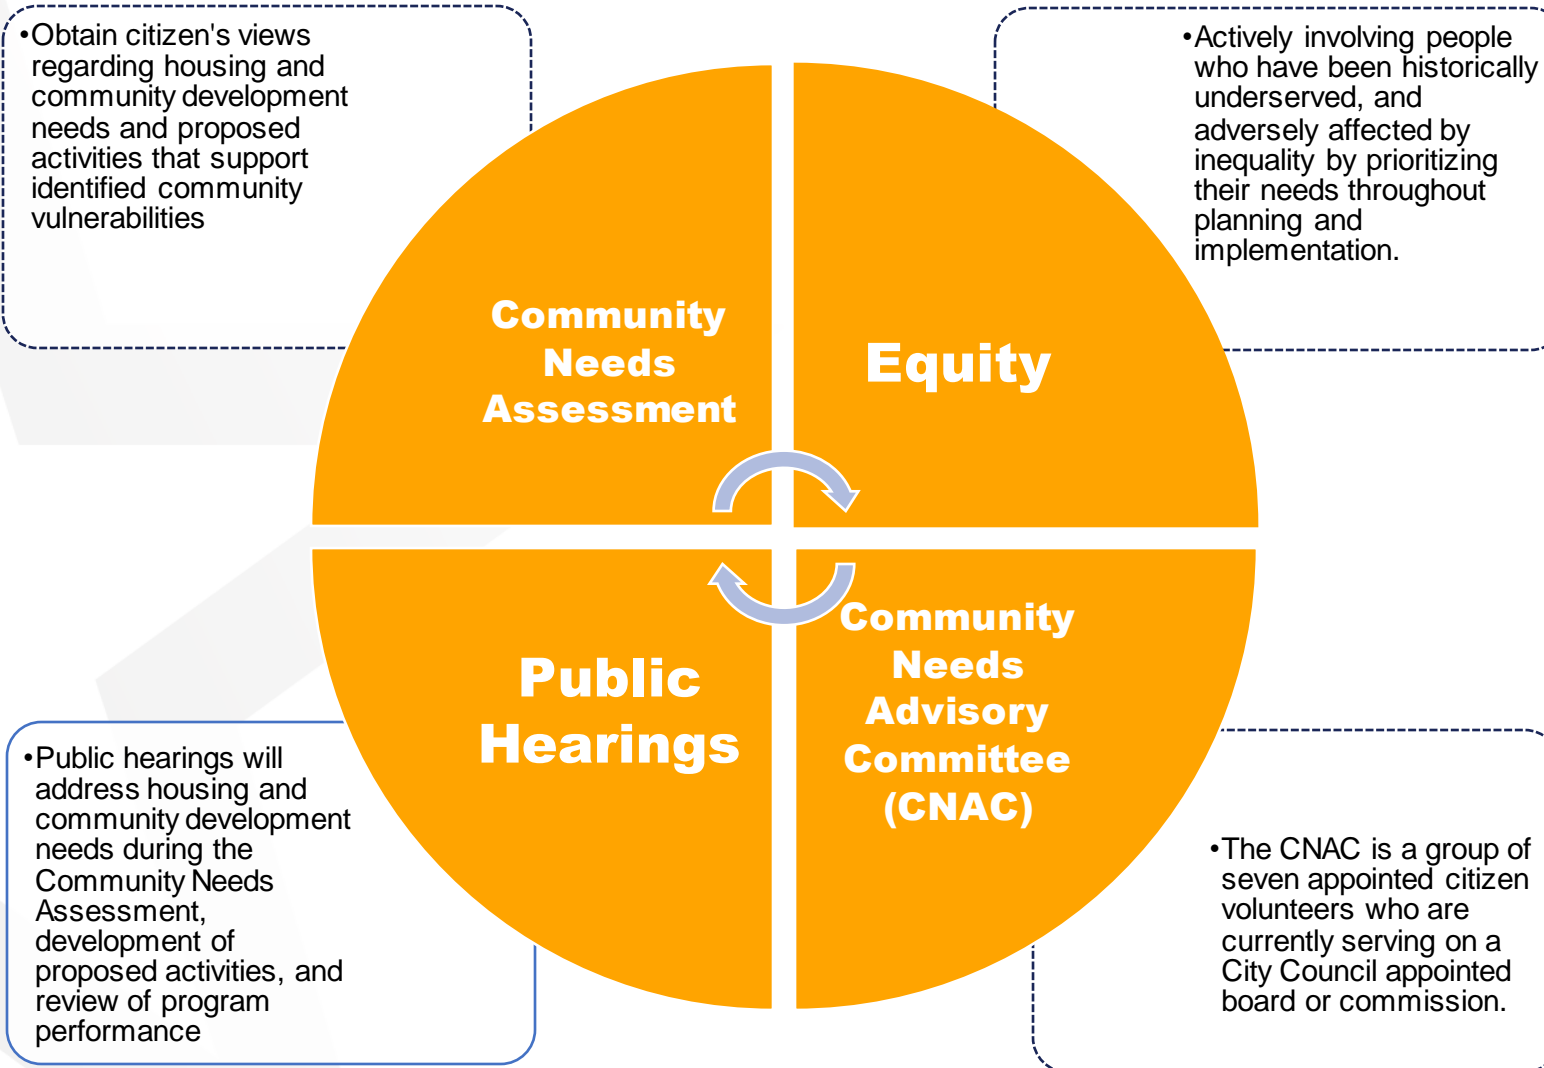 •Obtain citizen's views
regarding housing and
community development
needs and proposed
activities that support
identified community
vulnerabilities
•Actively involving people
who have been historically
underserved, and
adversely affected by
inequality by prioritizing
their needs throughout
planning and
implementation.
Community
Needs
Assessment
Equity
Public
Hearings
Community
Needs
Advisory
Committee
(CNAC)
•Public hearings will
address housing and
community development
needs during the
Community Needs
Assessment,
development of
proposed activities, and
review of program
performance
•The CNAC is a group of
seven appointed citizen
volunteers who are
currently serving on a
City Council appointed
board or commission.